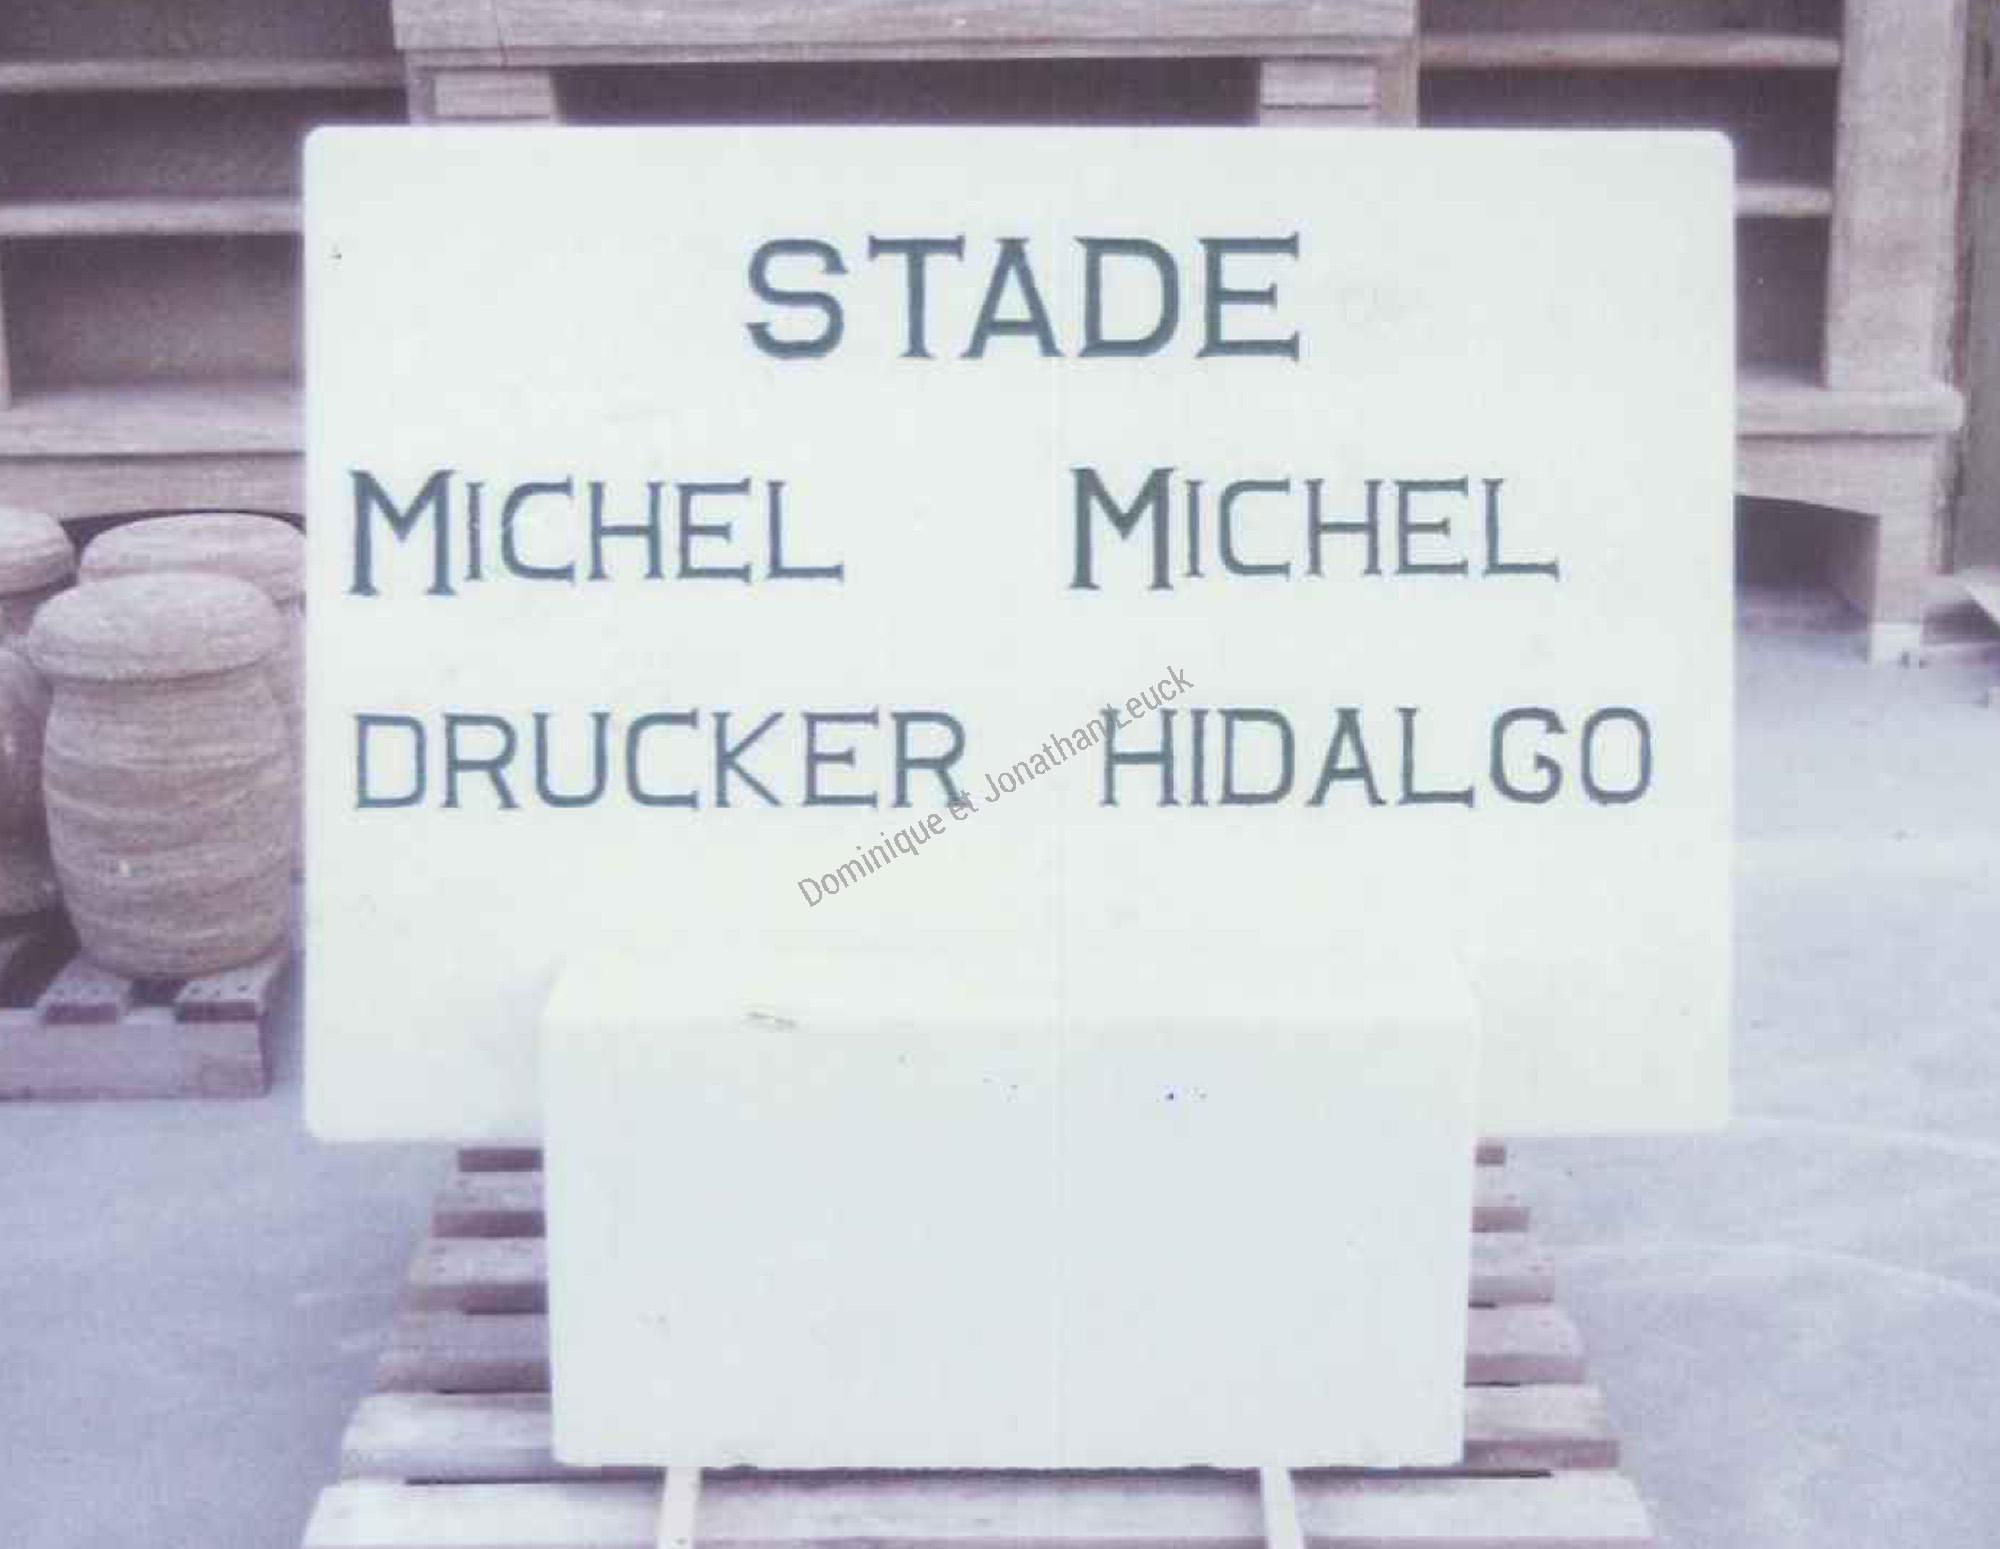 STADE
MICHEL MICHEL
DRUCKER HIDALGO
Dominique et Jonathan Leuck